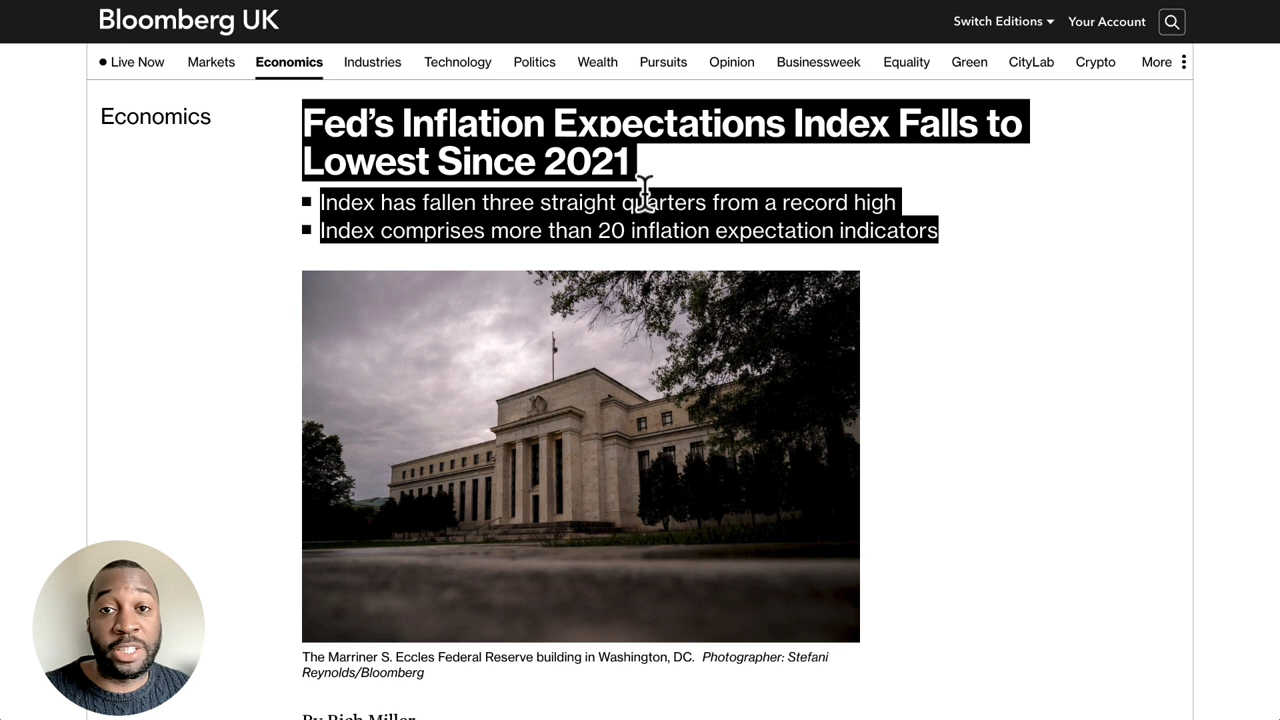 Bloomberg UK
Switch Editions
Your Account
Live Now
Markets
Economics
Industries
Technology
Politics
Wealth
Pursuits
Opinion
Businessweek
Equality
Green
CityLab
Crypto
More
Economics
Fed's Inflation Expectations Index Falls to
Lowest Since 2021
Index has fallen three straight quarters from a record high
Index comprises more than 20 inflation expectation indicators
The Marriner S. Eccles Federal Reserve building in Washington, DC. Photographer: Stefani
Reynolds/Bloomberg
By Rich Miller